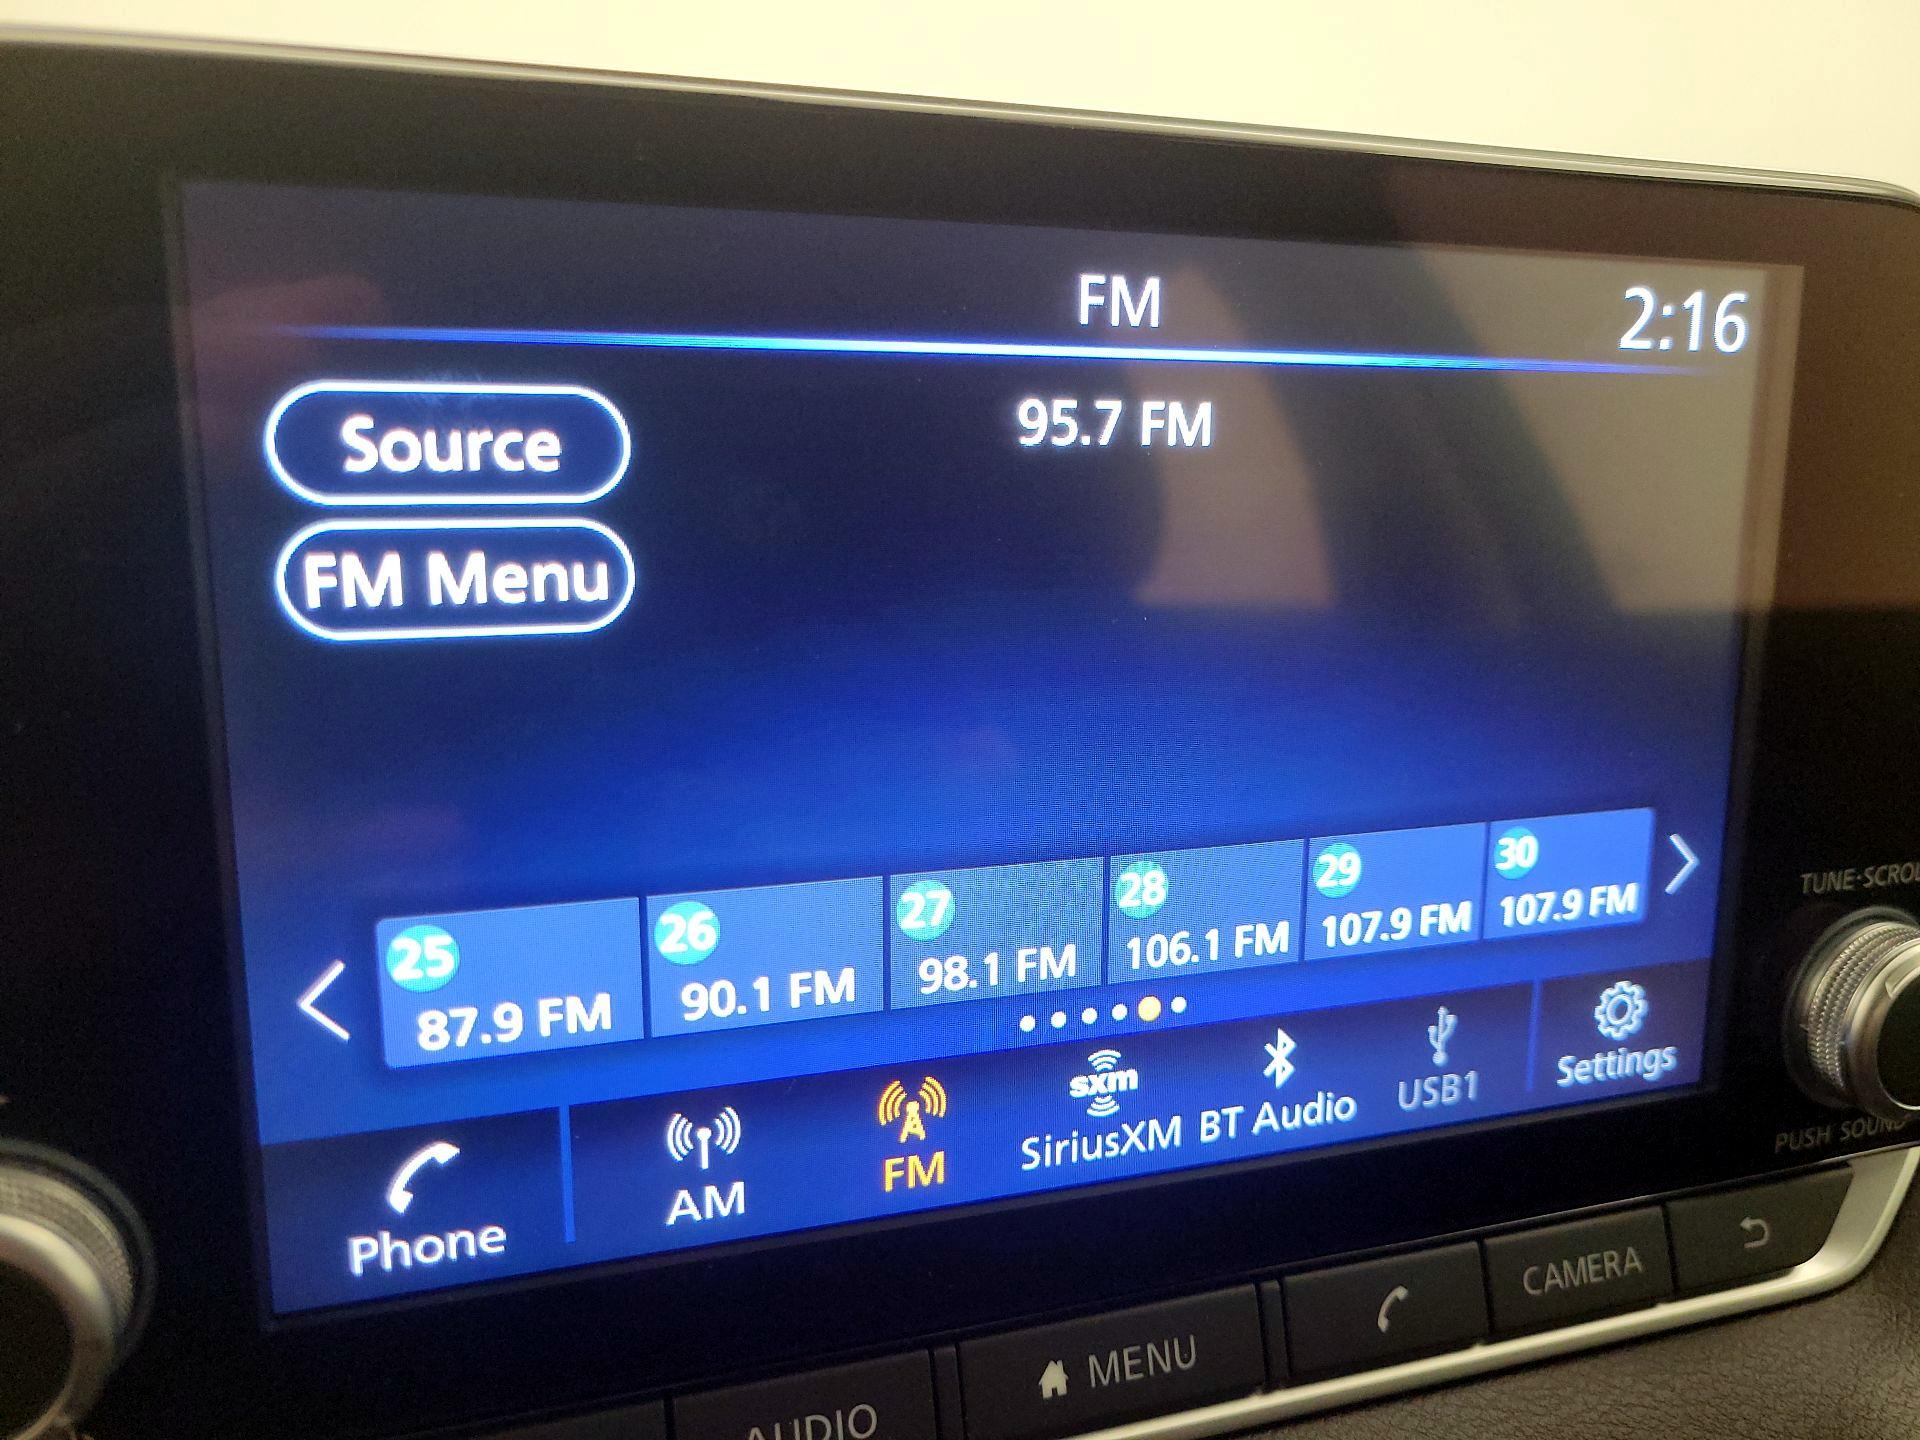 FM
2:16
Source
95.7 FM
FM Menu
25
26
27
28
29
30
87.9 FM
90.1 FM
98.1 FM
106.1 FM
107.9 FM
107.9 FM
Phone
AM
FM
sxm
SiriusXM
BT Audio
USB1
Settings
TUNE·SCROL
PUSH SOUND
AUDIO
MENU
CAMERA